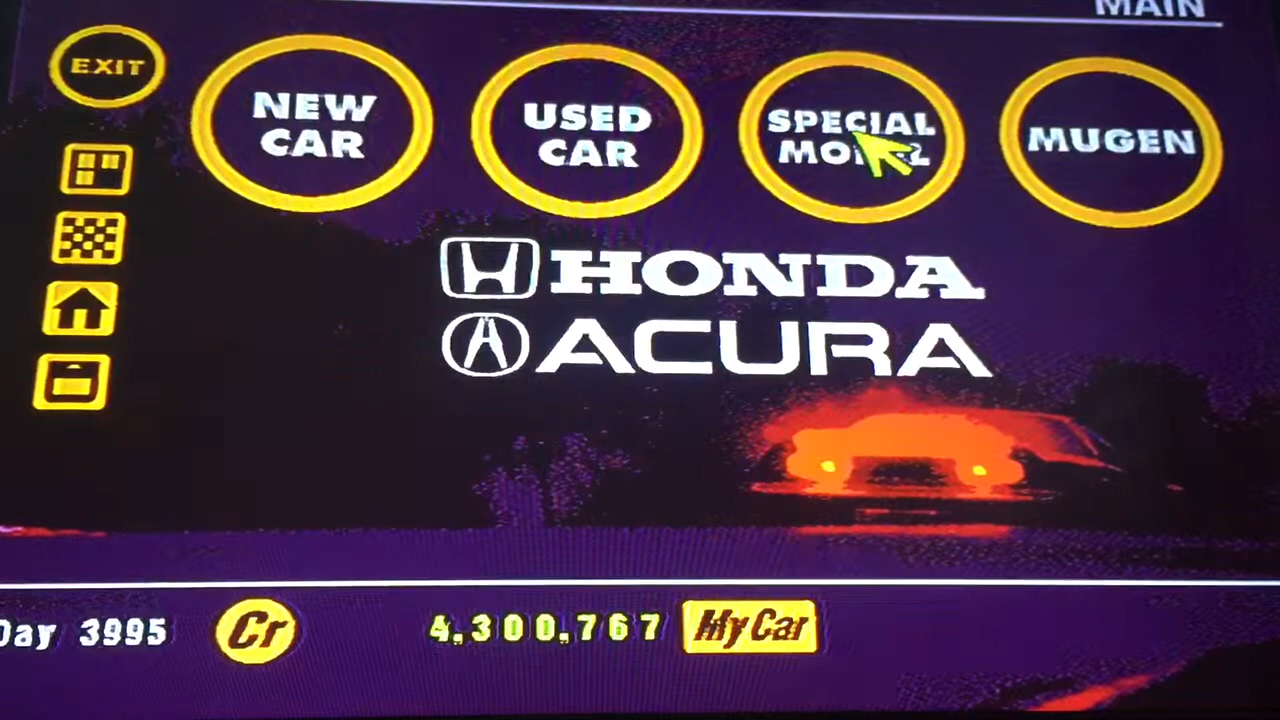 MAIN
EXIT
NEW
CAR
USED
CAR
SPECIAL
MUGEN
HONDA
ACURA
Day 3995
Cr
4,300,767
MyCar